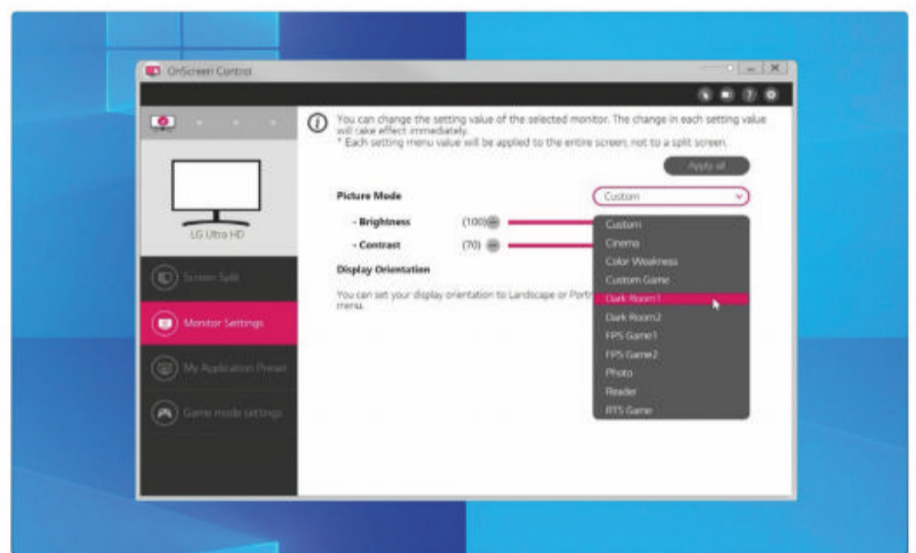 OnScreen Control
You can change the setting value of the selected monitor. The change in each setting value
will take effect immediately.
* Each setting menu value will be applied to the entire screen, not to a split screen.
Apply all
Picture Mode
Custom
- Brightness
(100)
- Contrast
(70)
Display Orientation
You can set your display orientation to Landscape or Portr
menu.
Custom
Cinema
Color Weakness
Custom Game
Dark Room1
Dark Room2
FPS Game1
FPS Game2
Photo
Reader
RTS Game
LG Ultra HD
Screen Split
Monitor Settings
My Application Preset
Game mode settings